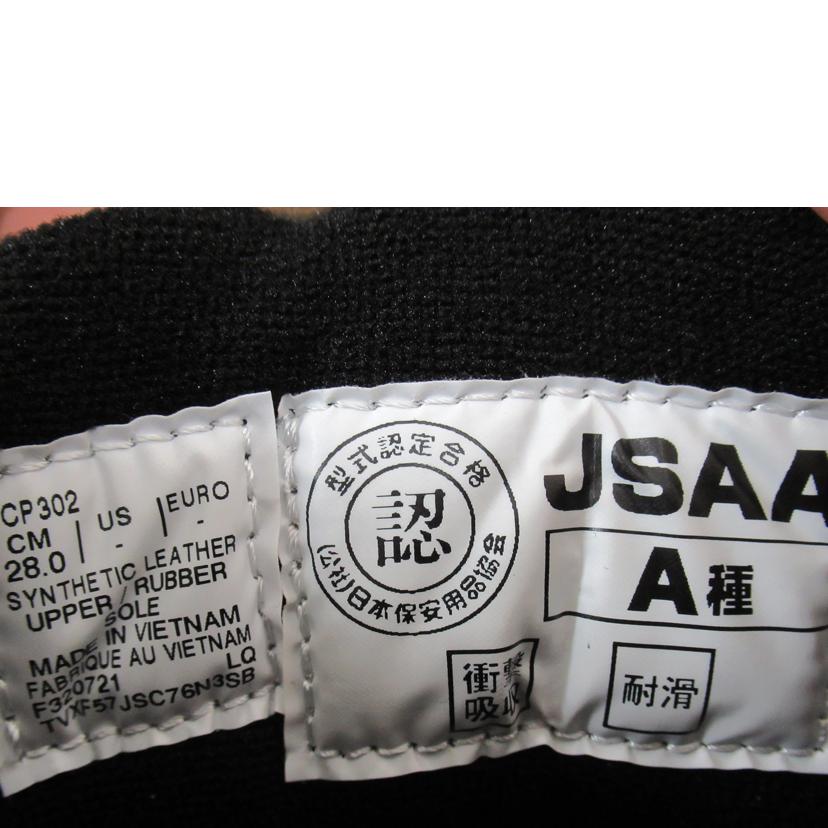 CP302
CM | US | EURO
28.0 - -
SYNTHETIC LEATHER
UPPER / RUBBER
SOLE
MADE IN VIETNAM
FABRIQUE AU VIETNAM
F320721 LQ
TVXF57JSC76N3SB
型式認定合格
認
(公社)日本保安用品協会
JSAA
A種
衝撃
吸収
耐滑